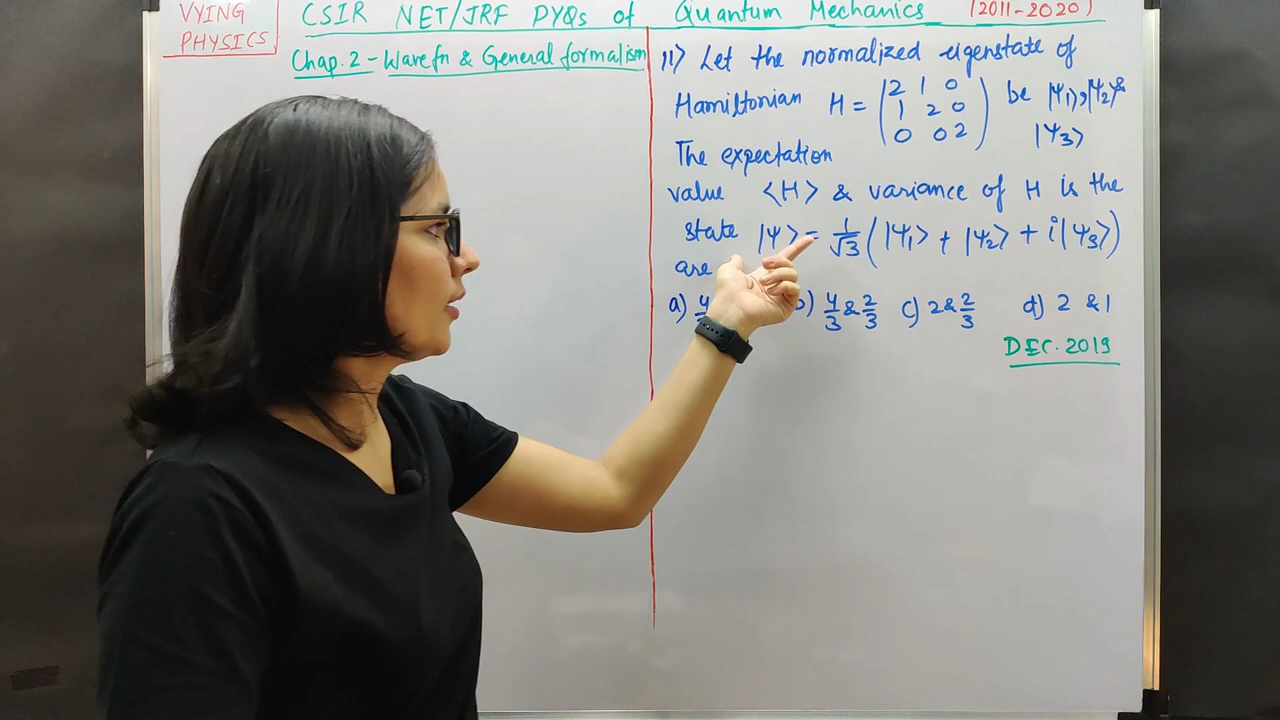 VYING
PHYSICS
CSIR NET/JRF PYQs of Quantum Mechanics (2011-2020)
Chap. 2 - Wavefn & General formalism
11) Let the normalized eigenstate of
Hamiltonian H = (2 1 0 be |Ψ1>, |Ψ2> &
1 2 0
0 0 2) |Ψ3>
The expectation
value <H> & variance of H is the
state |Ψ> = 1/√3 (|Ψ1> + |Ψ2> + i|Ψ3>)
are
a) 4 b) 4/3 & 2/3 c) 2 & 2/3 d) 2 & 1
DEC. 2019